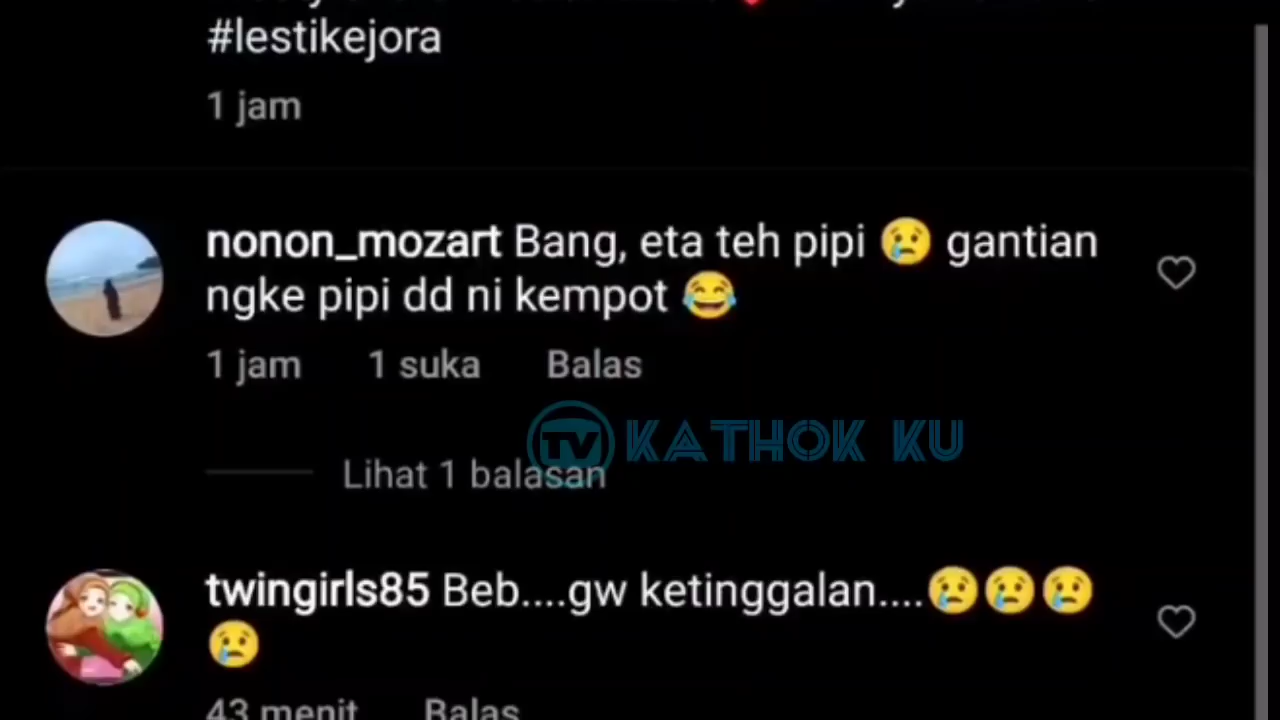 #lestikejora
1 jam
nonon_mozart Bang, eta teh pipi 😢 gantian
ngke pipi dd ni kempot 😂
1 jam 1 suka Balas
TV KATHOK KU
Lihat 1 balasan
twingirls85 Beb....gw ketinggalan....😢😢😢
😢
43 menit Balas